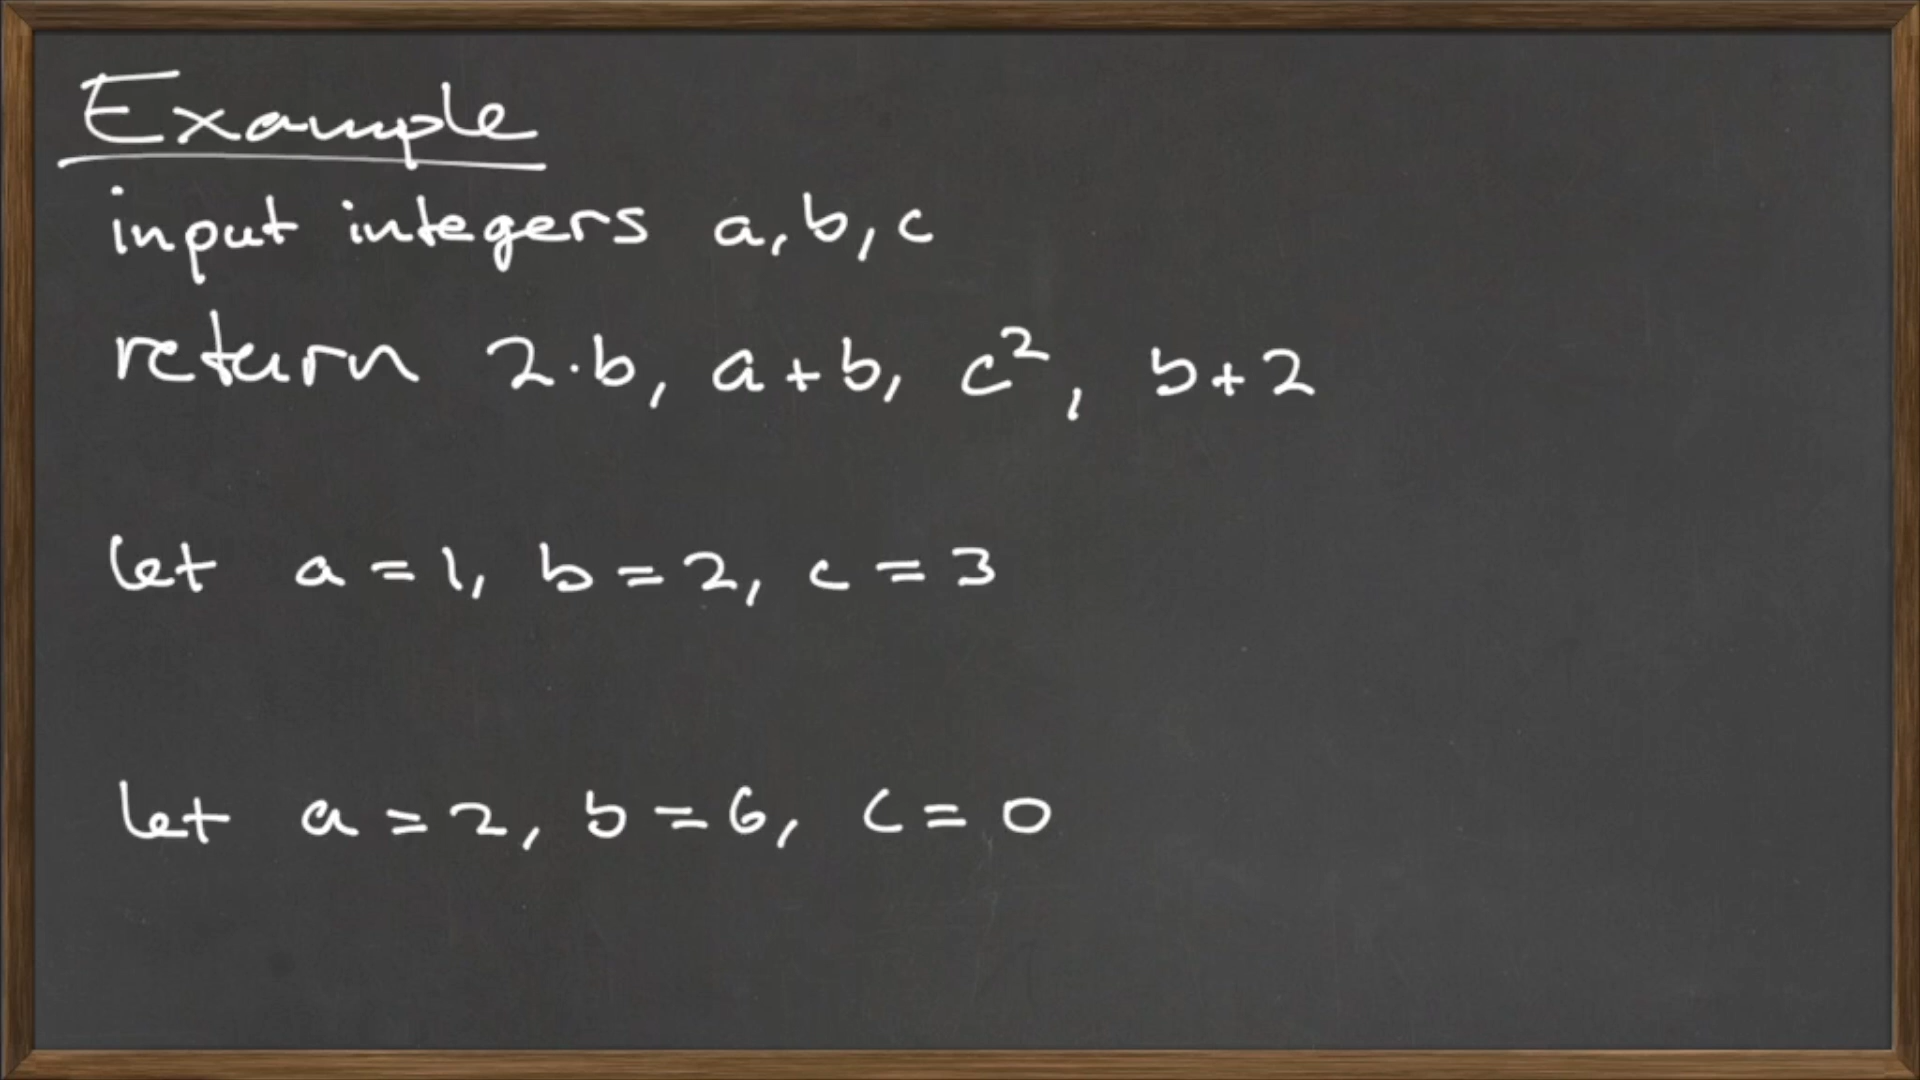 Example
input integers a, b, c
return 2·b, a+b, c², b+2
let a=1, b=2, c=3
let a=2, b=6, c=0